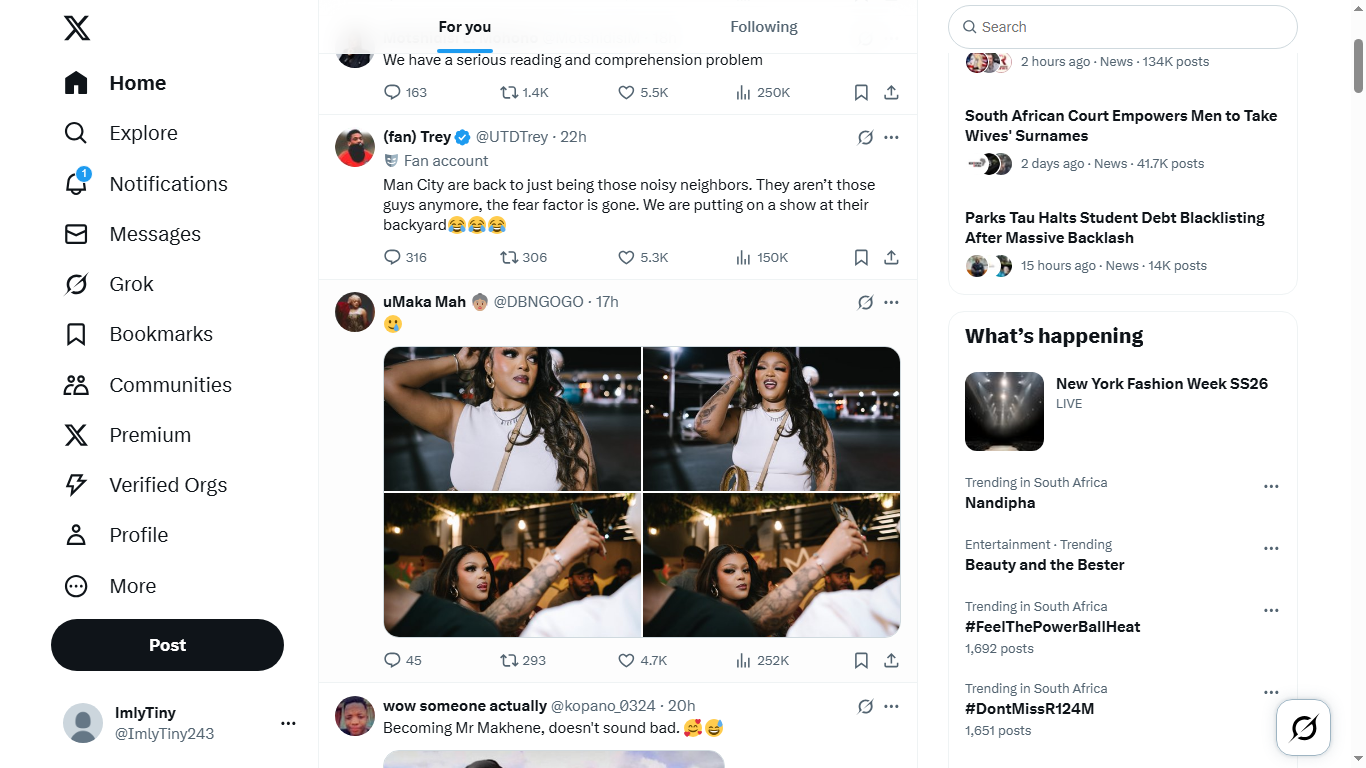 Home
Explore
1
Notifications
Messages
Grok
Bookmarks
Communities
Premium
Verified Orgs
Profile
More
Post
ImlyTiny
@ImlyTiny243
For you
Following
We have a serious reading and comprehension problem
163
1.4K
5.5K
250K
(fan) Trey @UTDTrey · 22h
Fan account
Man City are back to just being those noisy neighbors. They aren’t those
guys anymore, the fear factor is gone. We are putting on a show at their
backyard😂😂😂
316
306
5.3K
150K
uMaka Mah 👵🏽 @DBNGOGO · 17h
🥲
45
293
4.7K
252K
wow someone actually @kopano_0324 · 20h
Becoming Mr Makhene, doesn't sound bad. 🥰😅
Search
2 hours ago · News · 134K posts
South African Court Empowers Men to Take
Wives' Surnames
2 days ago · News · 41.7K posts
Parks Tau Halts Student Debt Blacklisting
After Massive Backlash
15 hours ago · News · 14K posts
What’s happening
New York Fashion Week SS26
LIVE
Trending in South Africa
Nandipha
Entertainment · Trending
Beauty and the Bester
Trending in South Africa
#FeelThePowerBallHeat
1,692 posts
Trending in South Africa
#DontMissR124M
1,651 posts